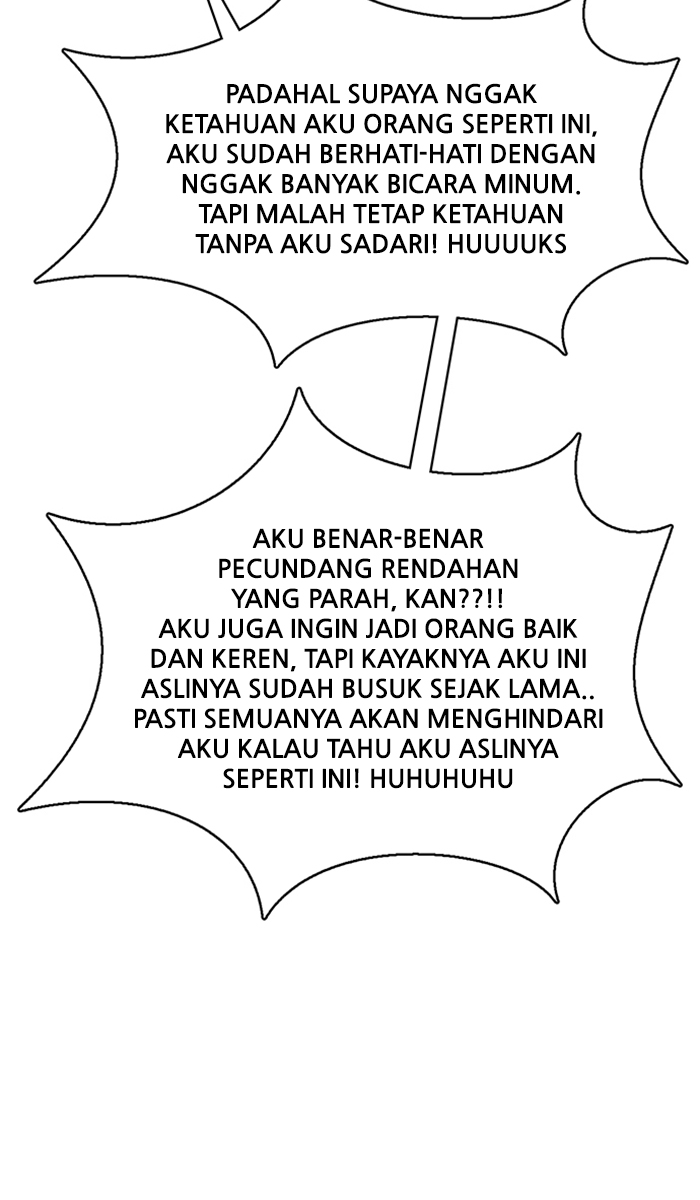 PADAHAL SUPAYA NGGAK
KETAHUAN AKU ORANG SEPERTI INI,
AKU SUDAH BERHATI-HATI DENGAN
NGGAK BANYAK BICARA MINUM.
TAPI MALAH TETAP KETAHUAN
TANPA AKU SADARI! HUUUUKS
AKU BENAR-BENAR
PECUNDANG RENDAHAN
YANG PARAH, KAN??!!
AKU JUGA INGIN JADI ORANG BAIK
DAN KEREN, TAPI KAYAKNYA AKU INI
ASLINYA SUDAH BUSUK SEJAK LAMA..
PASTI SEMUANYA AKAN MENGHINDARI
AKU KALAU TAHU AKU ASLINYA
SEPERTI INI! HUHUHUHU